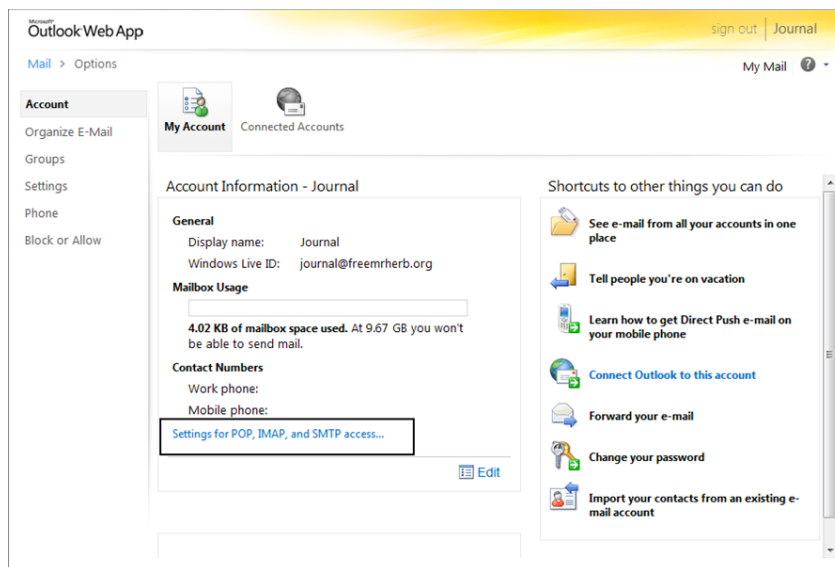 Microsoft®
Outlook Web App
sign out | Journal
Mail > Options
My Mail
Account
Organize E-Mail
Groups
Settings
Phone
Block or Allow
My Account
Connected Accounts
Account Information - Journal
General
Display name: Journal
Windows Live ID: journal@freemrherb.org
Mailbox Usage
4.02 KB of mailbox space used. At 9.67 GB you won't
be able to send mail.
Contact Numbers
Work phone:
Mobile phone:
Settings for POP, IMAP, and SMTP access...
Edit
Shortcuts to other things you can do
See e-mail from all your accounts in one
place
Tell people you're on vacation
Learn how to get Direct Push e-mail on
your mobile phone
Connect Outlook to this account
Forward your e-mail
Change your password
Import your contacts from an existing e-
mail account